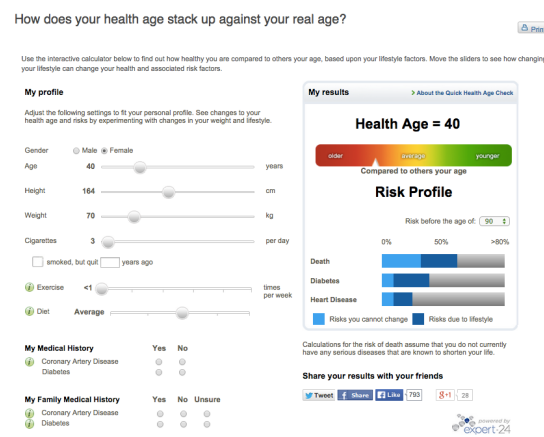 How does your health age stack up against your real age?
Print
Use the interactive calculator below to find out how healthy you are compared to others your age, based upon your lifestyle factors. Move the sliders to see how changing
your lifestyle can change your health and associated risk factors.
My profile
Adjust the following settings to fit your personal profile. See changes to your
health age and risks by experimenting with changes in your weight and lifestyle.
Gender Male Female
Age 40 years
Height 164 cm
Weight 70 kg
Cigarettes 3 per day
smoked, but quit years ago
Exercise <1 times
per week
Diet Average
My Medical History Yes No
Coronary Artery Disease
Diabetes
My Family Medical History Yes No Unsure
Coronary Artery Disease
Diabetes
My results > About the Quick Health Age Check
Health Age = 40
older average younger
Compared to others your age
Risk Profile
Risk before the age of: 90
0% 50% >80%
Death
Diabetes
Heart Disease
Risks you cannot change Risks due to lifestyle
Calculations for the risk of death assume that you do not currently
have any serious diseases that are known to shorten your life.
Share your results with your friends
Tweet f Share Like 793 g+1 28
powered by
expert-24